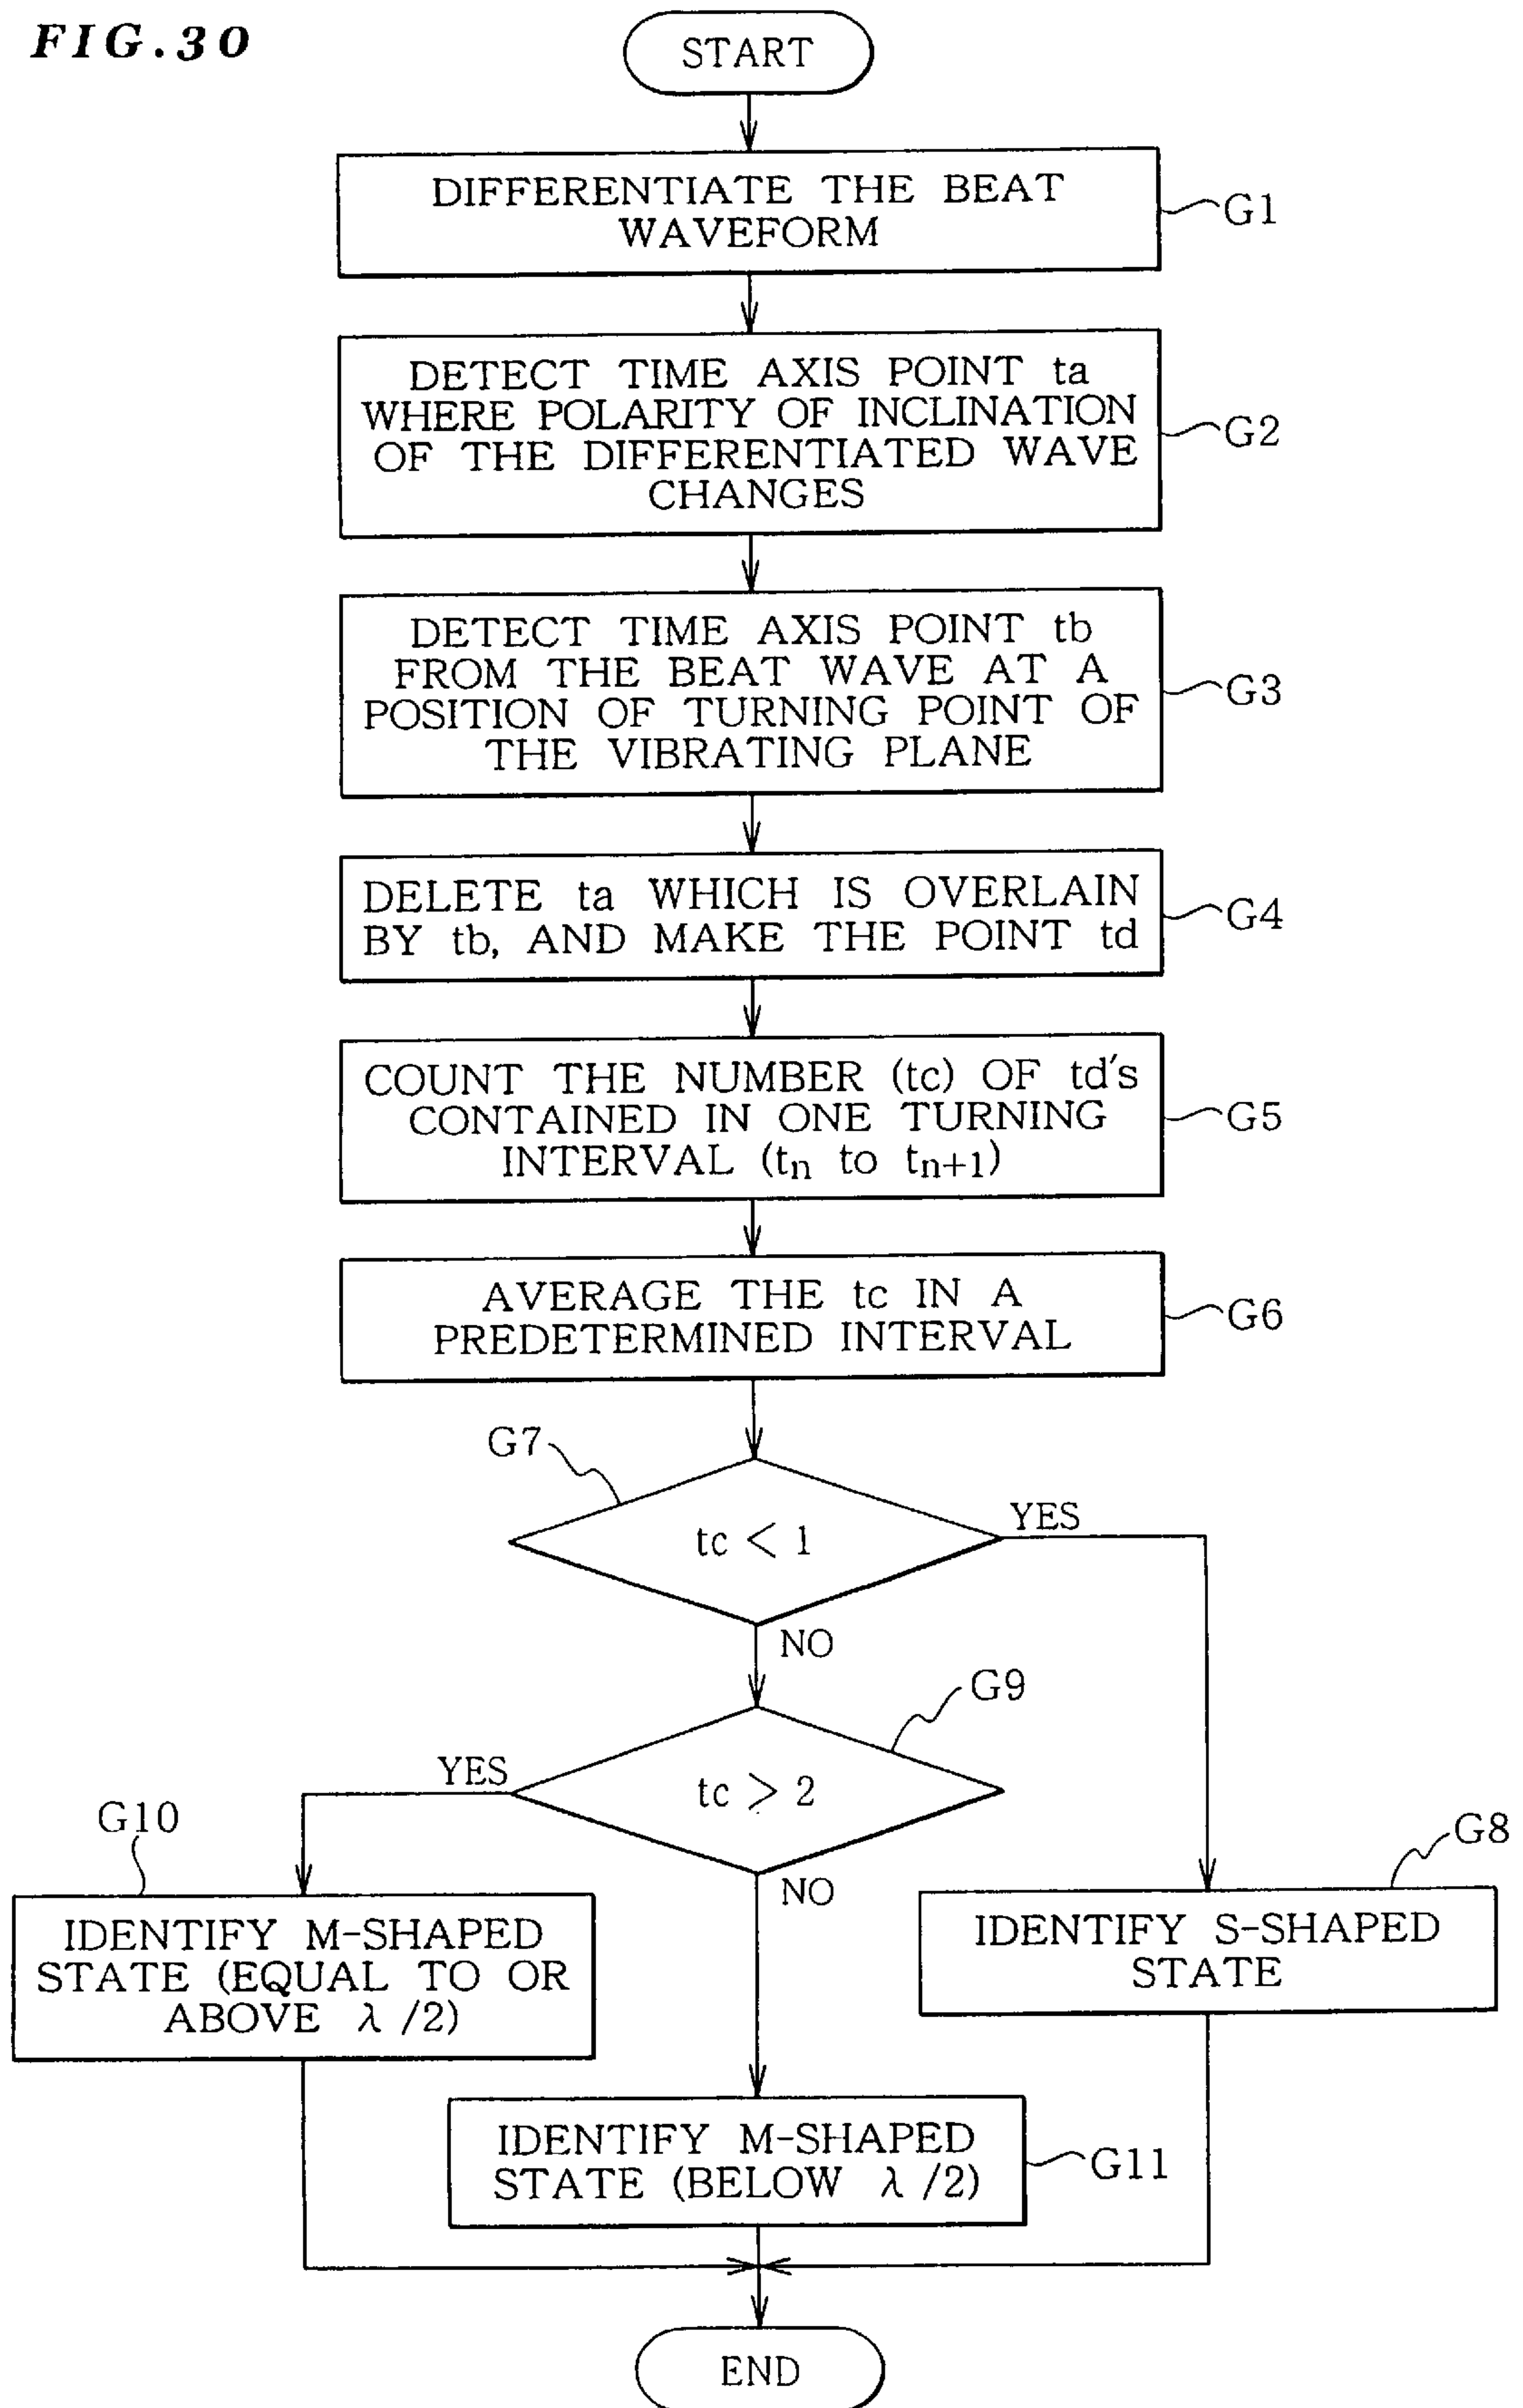 FIG.30
START
DIFFERENTIATE THE BEAT
WAVEFORM
G1
DETECT TIME AXIS POINT ta
WHERE POLARITY OF INCLINATION
OF THE DIFFERENTIATED WAVE
CHANGES
G2
DETECT TIME AXIS POINT tb
FROM THE BEAT WAVE AT A
POSITION OF TURNING POINT OF
THE VIBRATING PLANE
G3
DELETE ta WHICH IS OVERLAIN
BY tb, AND MAKE THE POINT td
G4
COUNT THE NUMBER (tc) OF td's
CONTAINED IN ONE TURNING
INTERVAL (tn to tn+1)
G5
AVERAGE THE tc IN A
PREDETERMINED INTERVAL
G6
G7
tc < 1
YES
NO
G9
tc > 2
YES
NO
G10
IDENTIFY M-SHAPED
STATE (EQUAL TO OR
ABOVE λ/2)
G8
IDENTIFY S-SHAPED
STATE
IDENTIFY M-SHAPED
STATE (BELOW λ/2)
G11
END